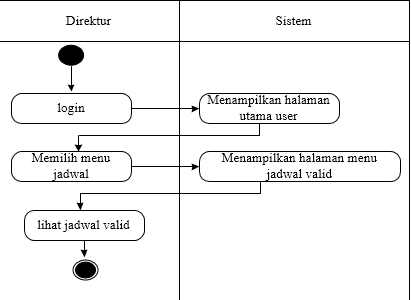 Direktur
Sistem
login
Menampilkan halaman
utama user
Memilih menu
jadwal
Menampilkan halaman menu
jadwal valid
lihat jadwal valid